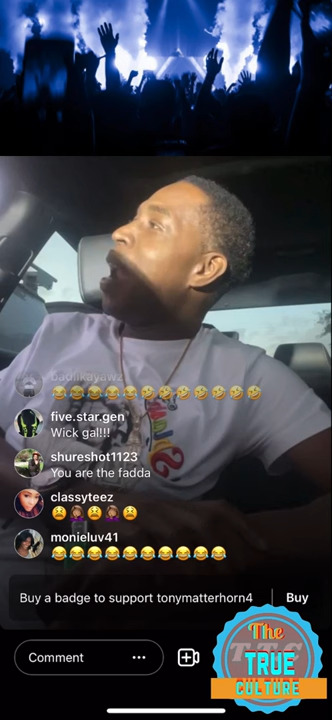 badlikayawz
😂😂😂😂😂🤣🤣🤣🤣🤣🤣🤣
five.star.gen
Wick gal!!!
shureshot1123
You are the fadda
classyteez
😫🤦🏽‍♀️😫🤦🏽‍♀️😫
monieluv41
😂😂😂😂😂😂😂😂😂😂
Buy a badge to support tonymatterhorn4
Buy
Comment
The
T.T.C
TRUE
CULTURE